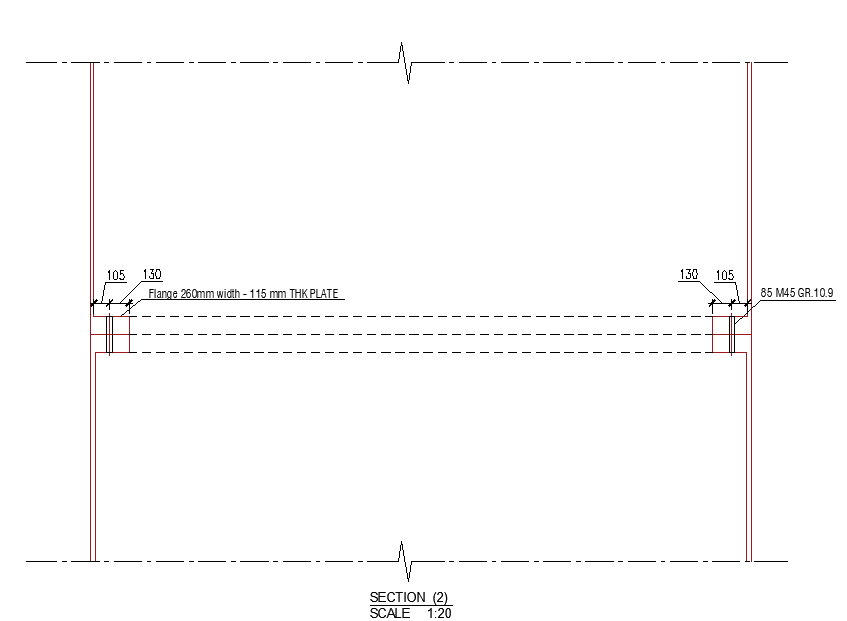 105 130
130 105
Flange 260mm width - 115 mm THK PLATE
85 M45 GR.10.9
SECTION (2)
SCALE 1:20